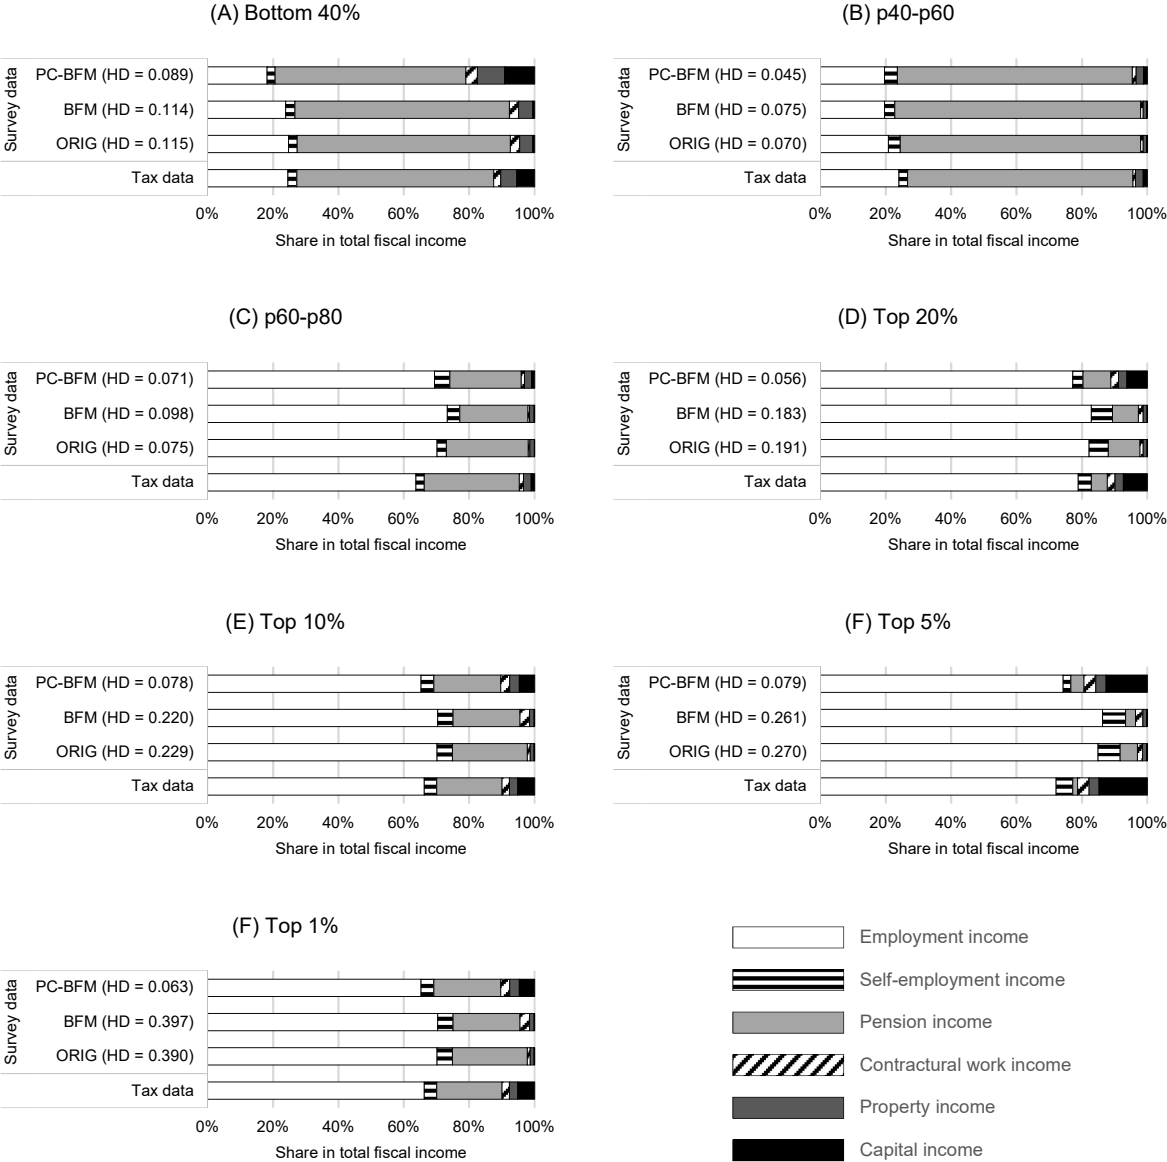 (A) Bottom 40%
Survey data
PC-BFM (HD = 0.089)
BFM (HD = 0.114)
ORIG (HD = 0.115)
Tax data
0% 20% 40% 60% 80% 100%
Share in total fiscal income
(B) p40-p60
Survey data
PC-BFM (HD = 0.045)
BFM (HD = 0.075)
ORIG (HD = 0.070)
Tax data
0% 20% 40% 60% 80% 100%
Share in total fiscal income
(C) p60-p80
Survey data
PC-BFM (HD = 0.071)
BFM (HD = 0.098)
ORIG (HD = 0.075)
Tax data
0% 20% 40% 60% 80% 100%
Share in total fiscal income
(D) Top 20%
Survey data
PC-BFM (HD = 0.056)
BFM (HD = 0.183)
ORIG (HD = 0.191)
Tax data
0% 20% 40% 60% 80% 100%
Share in total fiscal income
(E) Top 10%
Survey data
PC-BFM (HD = 0.078)
BFM (HD = 0.220)
ORIG (HD = 0.229)
Tax data
0% 20% 40% 60% 80% 100%
Share in total fiscal income
(F) Top 5%
Survey data
PC-BFM (HD = 0.079)
BFM (HD = 0.261)
ORIG (HD = 0.270)
Tax data
0% 20% 40% 60% 80% 100%
Share in total fiscal income
(F) Top 1%
Survey data
PC-BFM (HD = 0.063)
BFM (HD = 0.397)
ORIG (HD = 0.390)
Tax data
0% 20% 40% 60% 80% 100%
Share in total fiscal income
Employment income
Self-employment income
Pension income
Contractural work income
Property income
Capital income